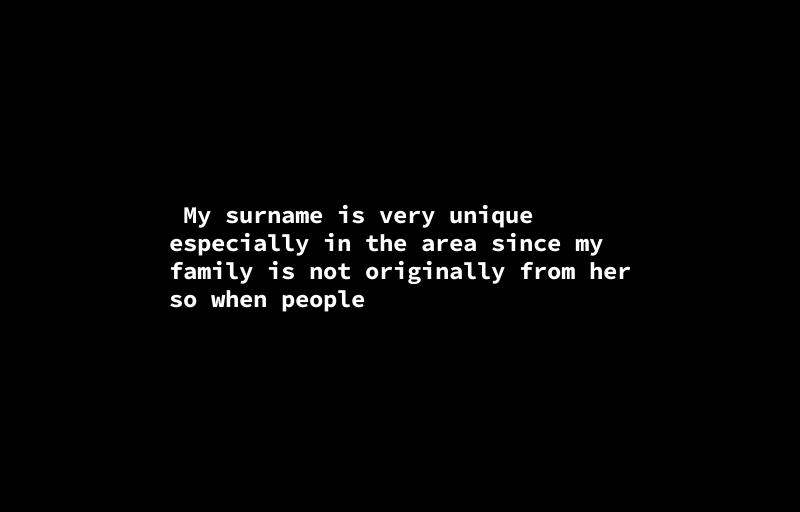 My surname is very unique
especially in the area since my
family is not originally from her
so when people